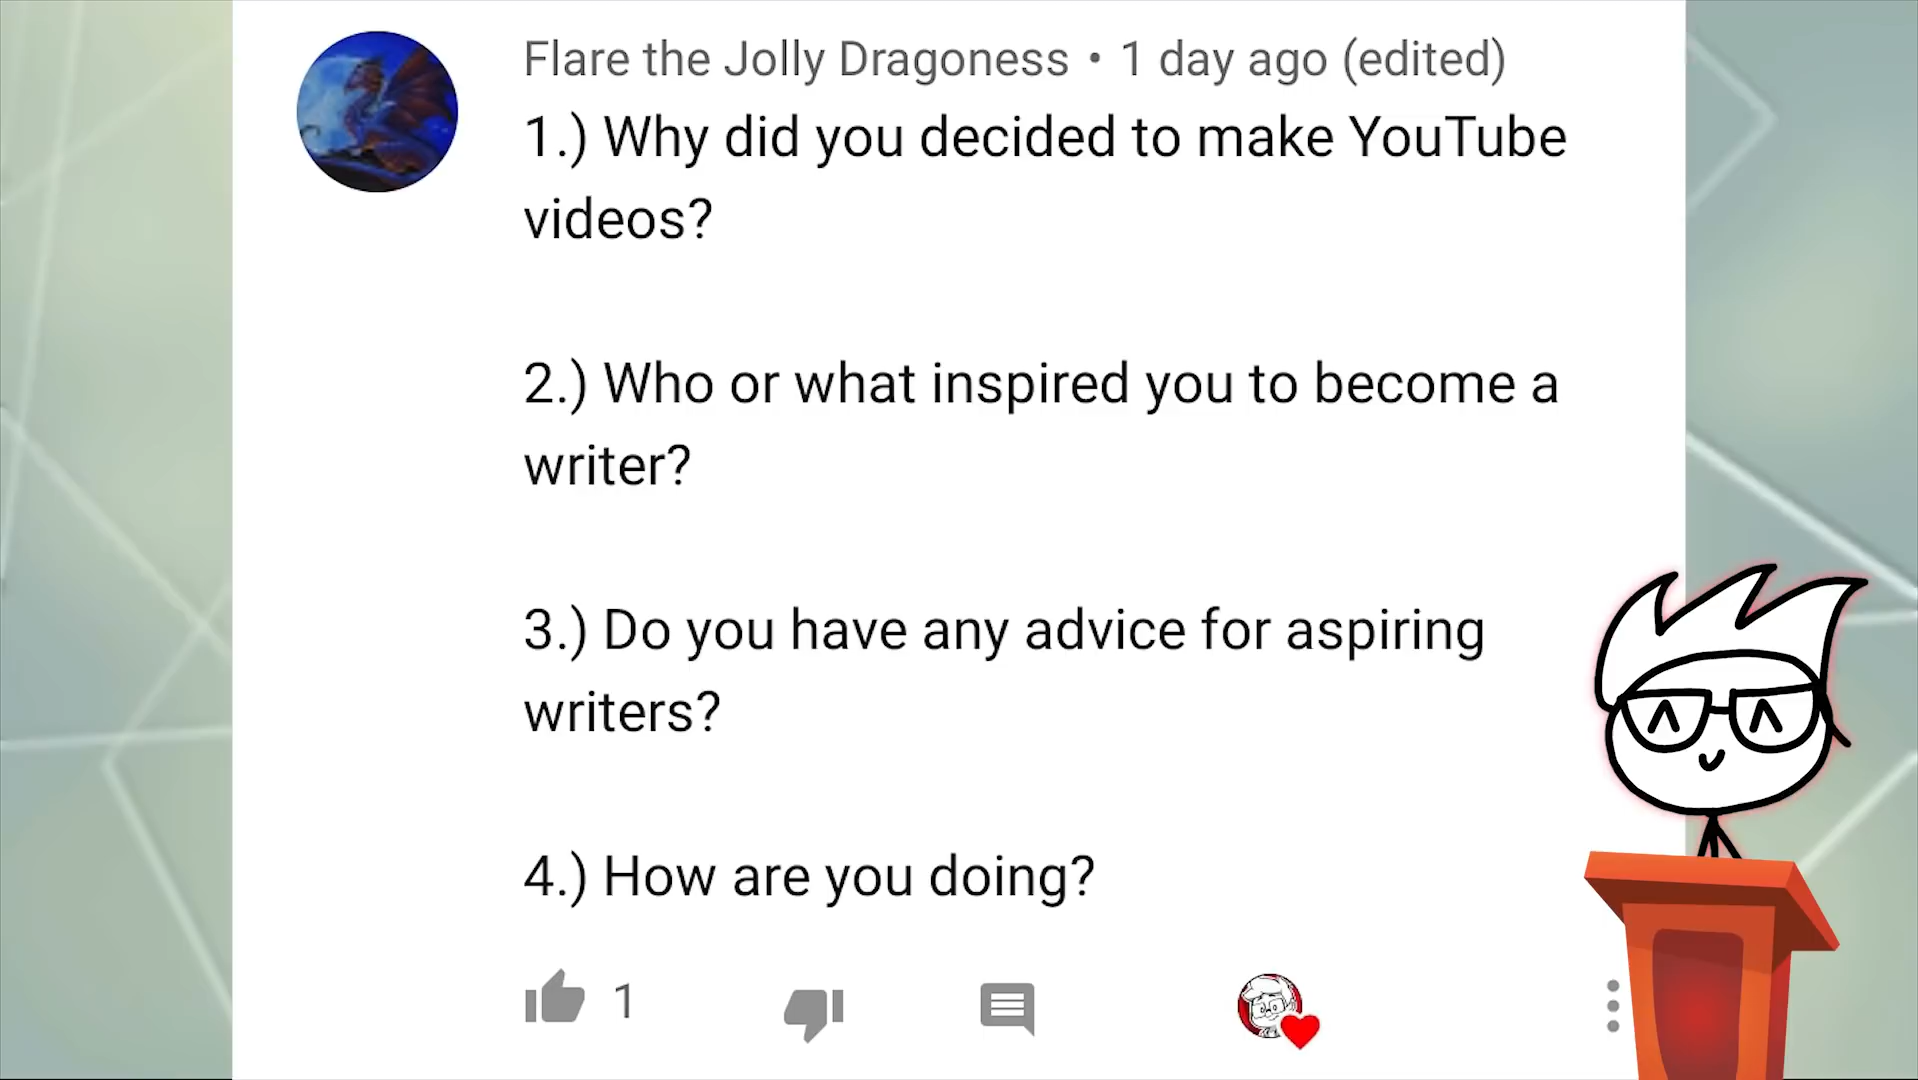 Flare the Jolly Dragoness • 1 day ago (edited)
1.) Why did you decided to make YouTube
videos?
2.) Who or what inspired you to become a
writer?
3.) Do you have any advice for aspiring
writers?
4.) How are you doing?
1